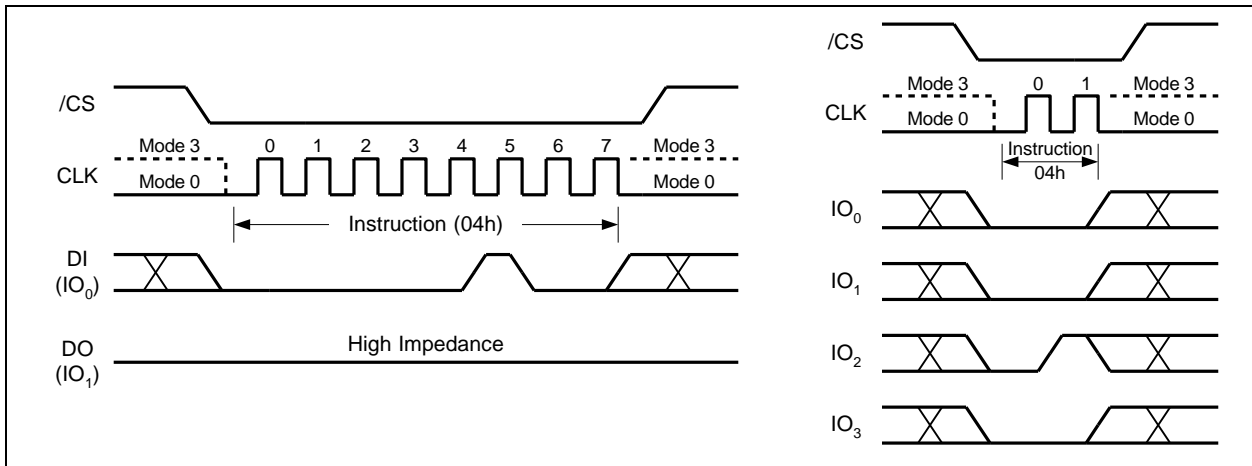 /CS
Mode 3 0 1 2 3 4 5 6 7 Mode 3
CLK
Mode 0 Mode 0
Instruction (04h)
DI
(IO0)
High Impedance
DO
(IO1)
/CS
Mode 3 0 1 Mode 3
CLK
Mode 0 Mode 0
Instruction
04h
IO0
IO1
IO2
IO3